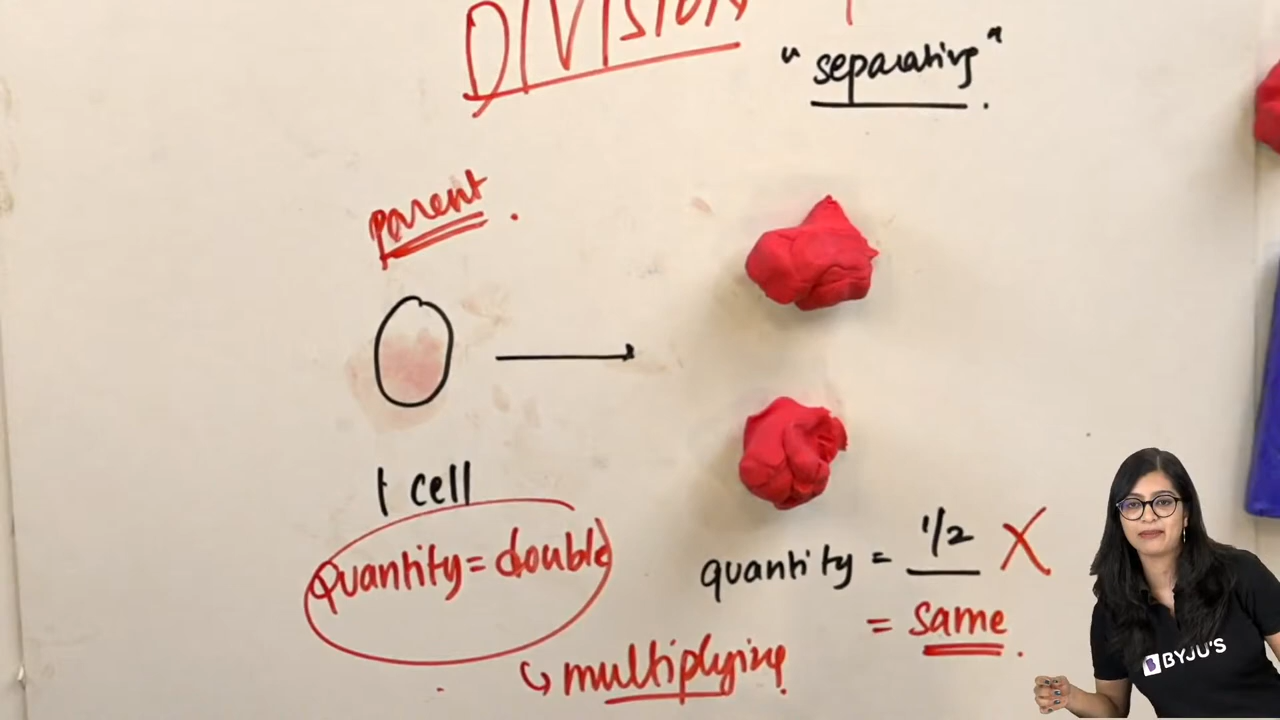 DIVISION
"separating".
parent.
1 cell
Quantity = double
quantity = 1/2 X
= same.
↳ multiplying.
BYJU'S